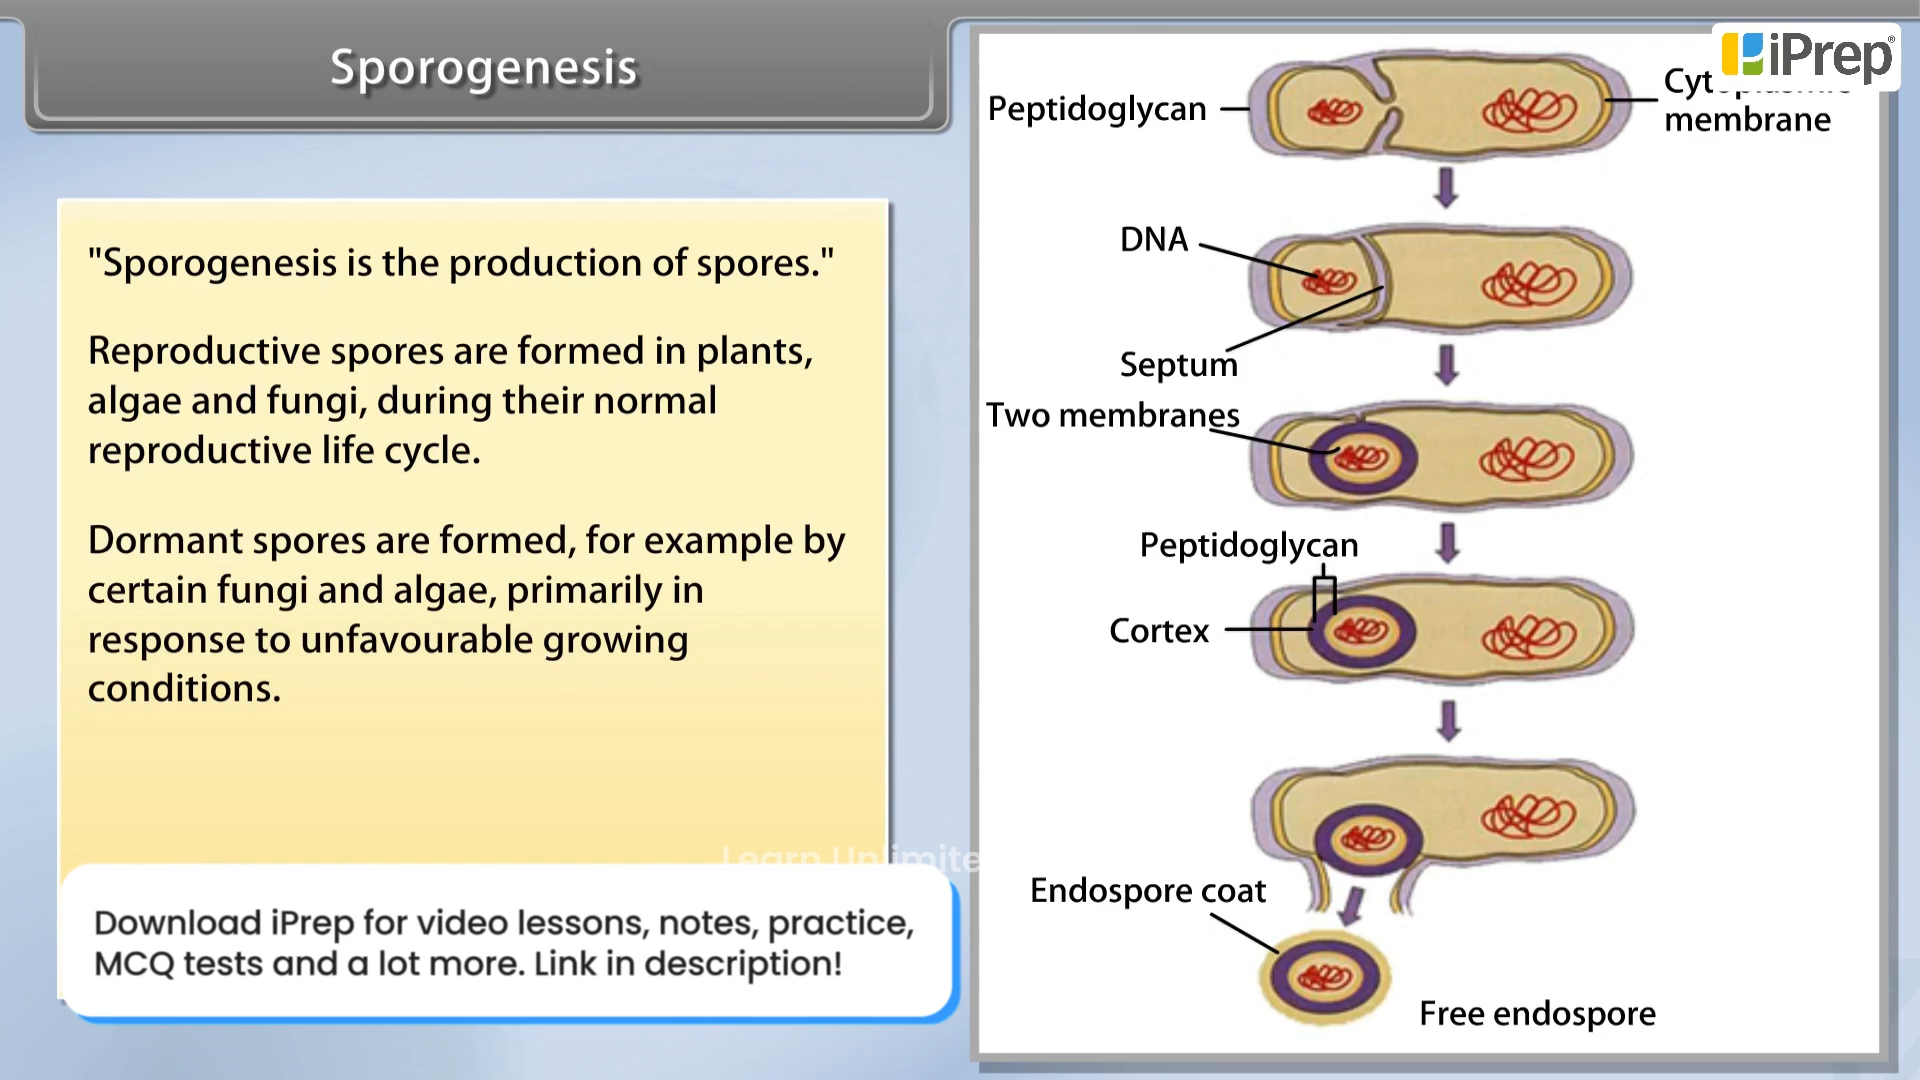 Sporogenesis
iPrep
"Sporogenesis is the production of spores."
Reproductive spores are formed in plants,
algae and fungi, during their normal
reproductive life cycle.
Dormant spores are formed, for example by
certain fungi and algae, primarily in
response to unfavourable growing
conditions.
Learn
Download iPrep for video lessons, notes, practice,
MCQ tests and a lot more. Link in description!
Peptidoglycan
membrane
DNA
Septum
Two membranes
Peptidoglycan
Cortex
Endospore coat
Free endospore